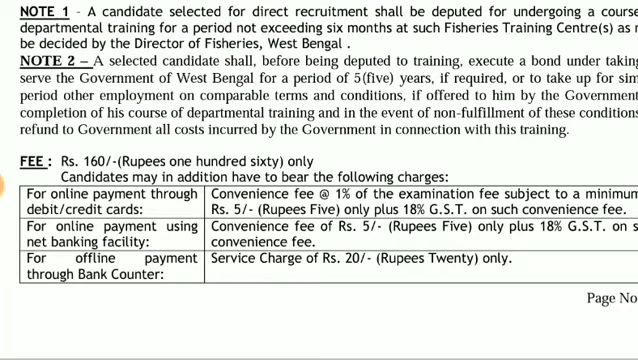 NOTE 1 - A candidate selected for direct recruitment shall be deputed for undergoing a course
departmental training for a period not exceeding six months at such Fisheries Training Centre(s) as
be decided by the Director of Fisheries, West Bengal .
NOTE 2 – A selected candidate shall, before being deputed to training, execute a bond under
serve the Government of West Bengal for a period of 5(five) years, if required, or to take up for
period other employment on comparable terms and conditions, if offered to him by the Government
completion of his course of departmental training and in the event of non-fulfillment of these conditions
refund to Government all costs incurred by the Government in connection with this training.
FEE : Rs. 160/-(Rupees one hundred sixty) only
Candidates may in addition have to bear the following charges:
For online payment through debit/credit cards:
Convenience fee @ 1% of the examination fee subject to a minimum
Rs. 5/- (Rupees Five) only plus 18% G.S.T. on such convenience fee.
For online payment using net banking facility:
Convenience fee of Rs. 5/- (Rupees Five) only plus 18% G.S.T. on
convenience fee.
For offline payment through Bank Counter:
Service Charge of Rs. 20/- (Rupees Twenty) only.
Page No